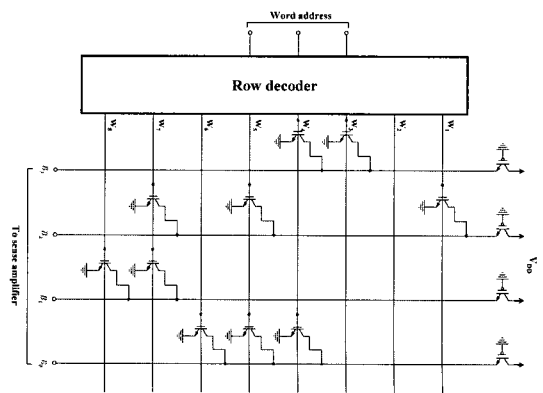 Word address
Row decoder
W₈
W₇
W₆
W₅
W₄
W₃
W₂
W₁
To sense amplifier
V_DD